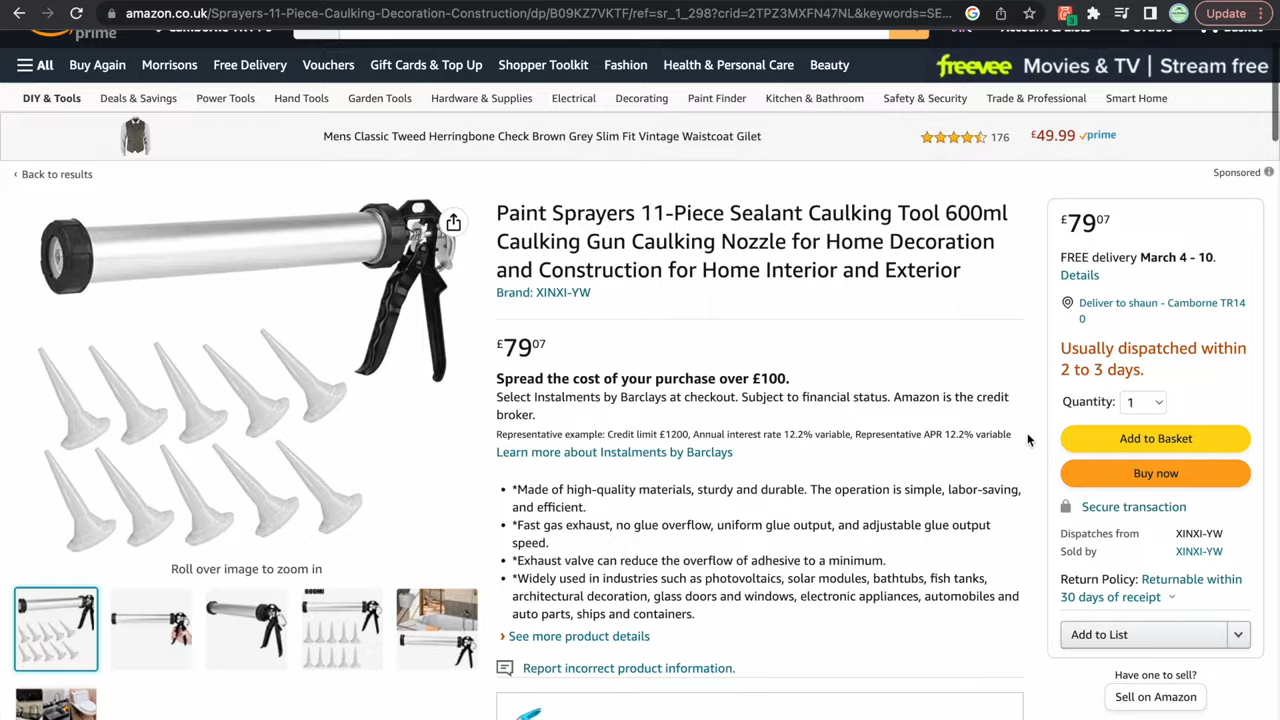 amazon.co.uk/Sprayers-11-Piece-Caulking-Decoration-Construction/dp/B09KZ7VKTF/ref=sr_1_298?crid=2TPZ3MXFN47NL&keywords=SE...
Update
prime
All
Buy Again
Morrisons
Free Delivery
Vouchers
Gift Cards & Top Up
Shopper Toolkit
Fashion
Health & Personal Care
Beauty
freevee Movies & TV | Stream free
DIY & Tools
Deals & Savings
Power Tools
Hand Tools
Garden Tools
Hardware & Supplies
Electrical
Decorating
Paint Finder
Kitchen & Bathroom
Safety & Security
Trade & Professional
Smart Home
Mens Classic Tweed Herringbone Check Brown Grey Slim Fit Vintage Waistcoat Gilet
176
£49.99 prime
‹ Back to results
Sponsored
Paint Sprayers 11-Piece Sealant Caulking Tool 600ml
Caulking Gun Caulking Nozzle for Home Decoration
and Construction for Home Interior and Exterior
Brand: XINXI-YW
£7907
Spread the cost of your purchase over £100.
Select Instalments by Barclays at checkout. Subject to financial status. Amazon is the credit
broker.
Representative example: Credit limit £1200, Annual interest rate 12.2% variable, Representative APR 12.2% variable
Learn more about Instalments by Barclays
• *Made of high-quality materials, sturdy and durable. The operation is simple, labor-saving,
and efficient.
• *Fast gas exhaust, no glue overflow, uniform glue output, and adjustable glue output
speed.
• *Exhaust valve can reduce the overflow of adhesive to a minimum.
• *Widely used in industries such as photovoltaics, solar modules, bathtubs, fish tanks,
architectural decoration, glass doors and windows, electronic appliances, automobiles and
auto parts, ships and containers.
› See more product details
Report incorrect product information.
Roll over image to zoom in
600Ml
£7907
FREE delivery March 4 - 10.
Details
Deliver to shaun - Camborne TR14
0
Usually dispatched within
2 to 3 days.
Quantity: 1
Add to Basket
Buy now
Secure transaction
Dispatches from XINXI-YW
Sold by XINXI-YW
Return Policy: Returnable within
30 days of receipt
Add to List
Have one to sell?
Sell on Amazon